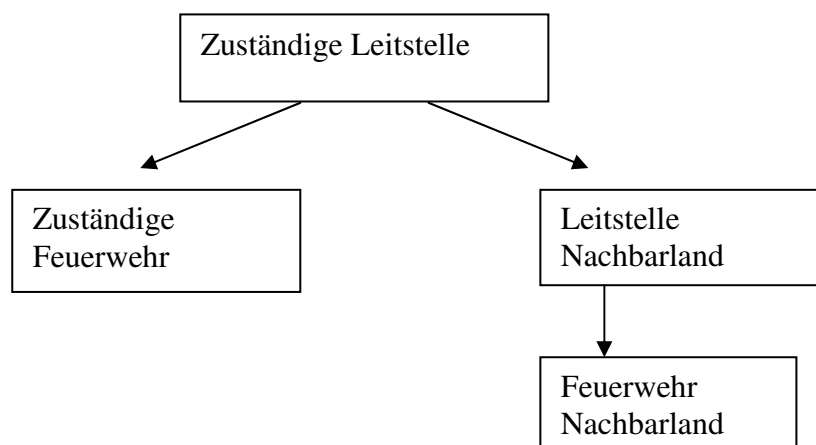 Zuständige Leitstelle
Zuständige
Feuerwehr
Leitstelle
Nachbarland
Feuerwehr
Nachbarland